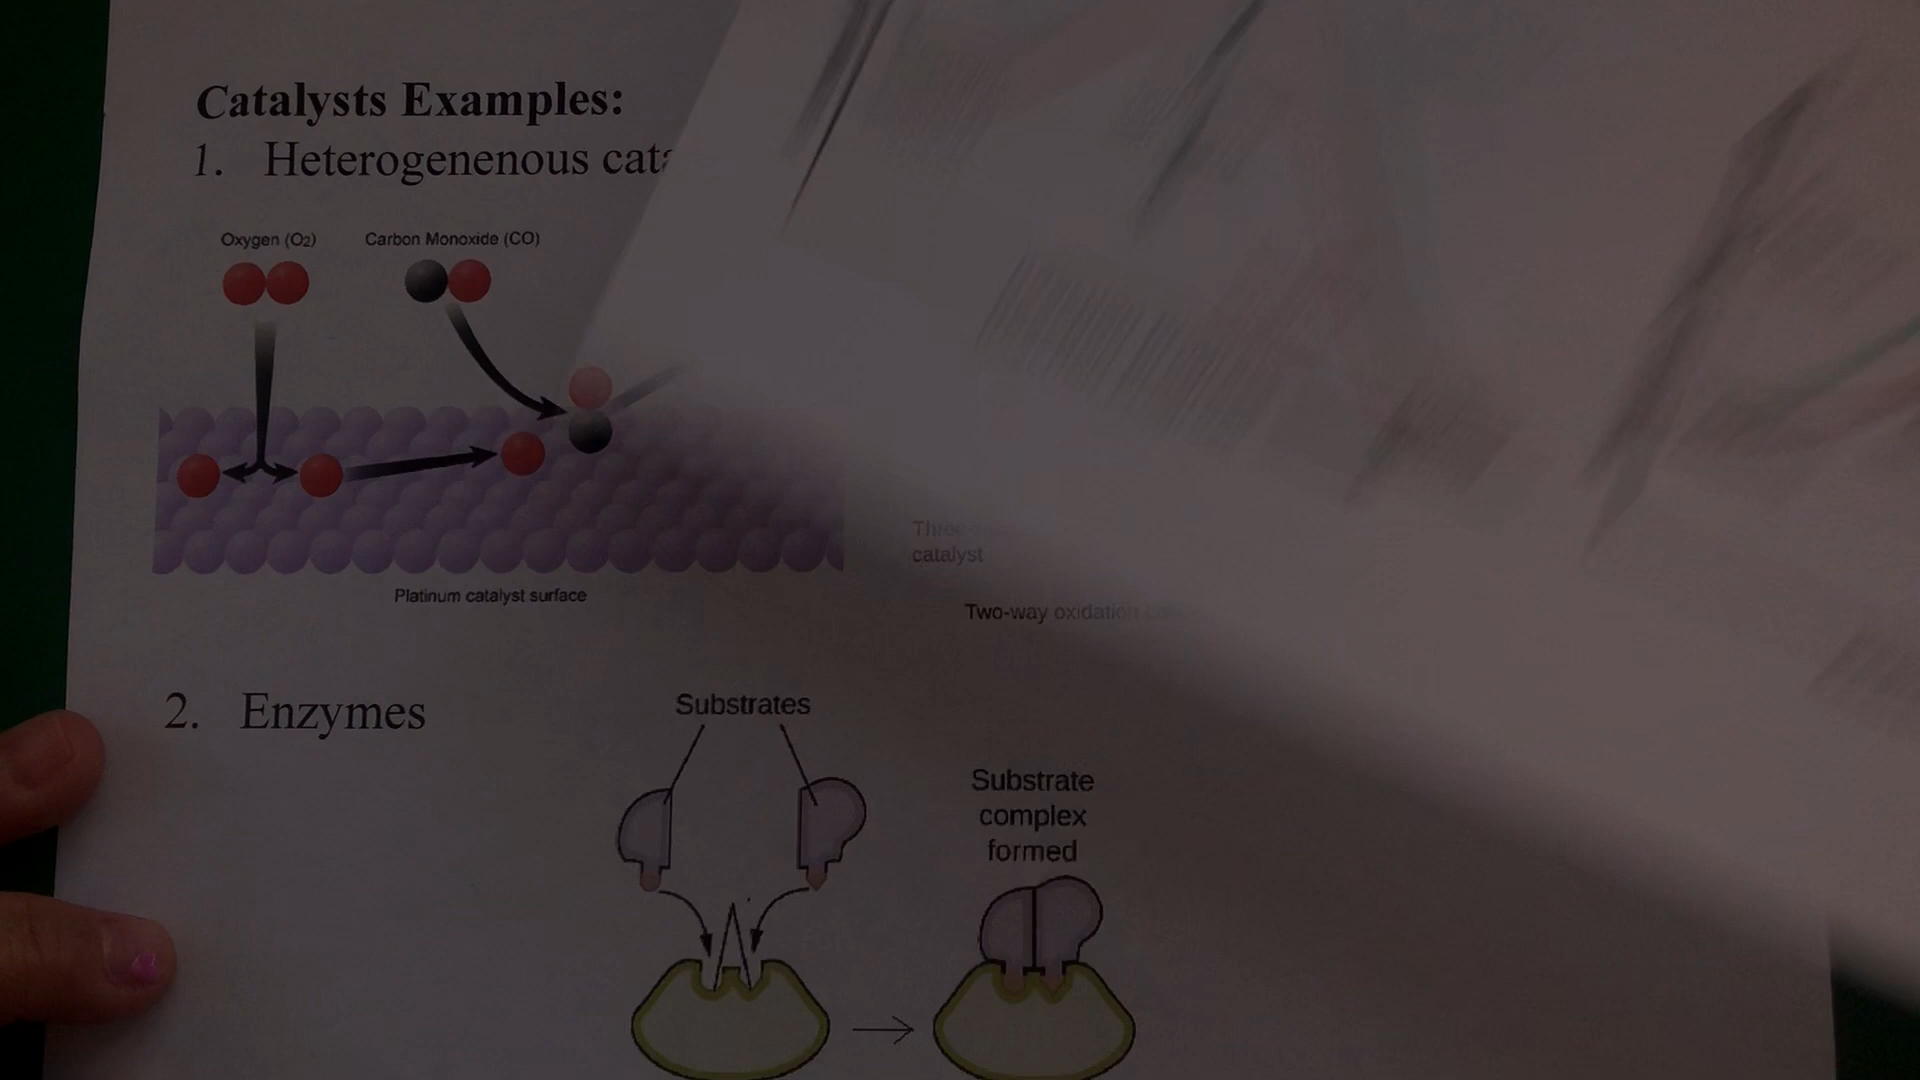 Catalysts Examples:
1. Heterogenenous
Oxygen (O2)
Carbon Monoxide (CO)
Platinum catalyst surface
catalyst
Two-way oxidation
2. Enzymes
Substrates
Substrate
complex
formed